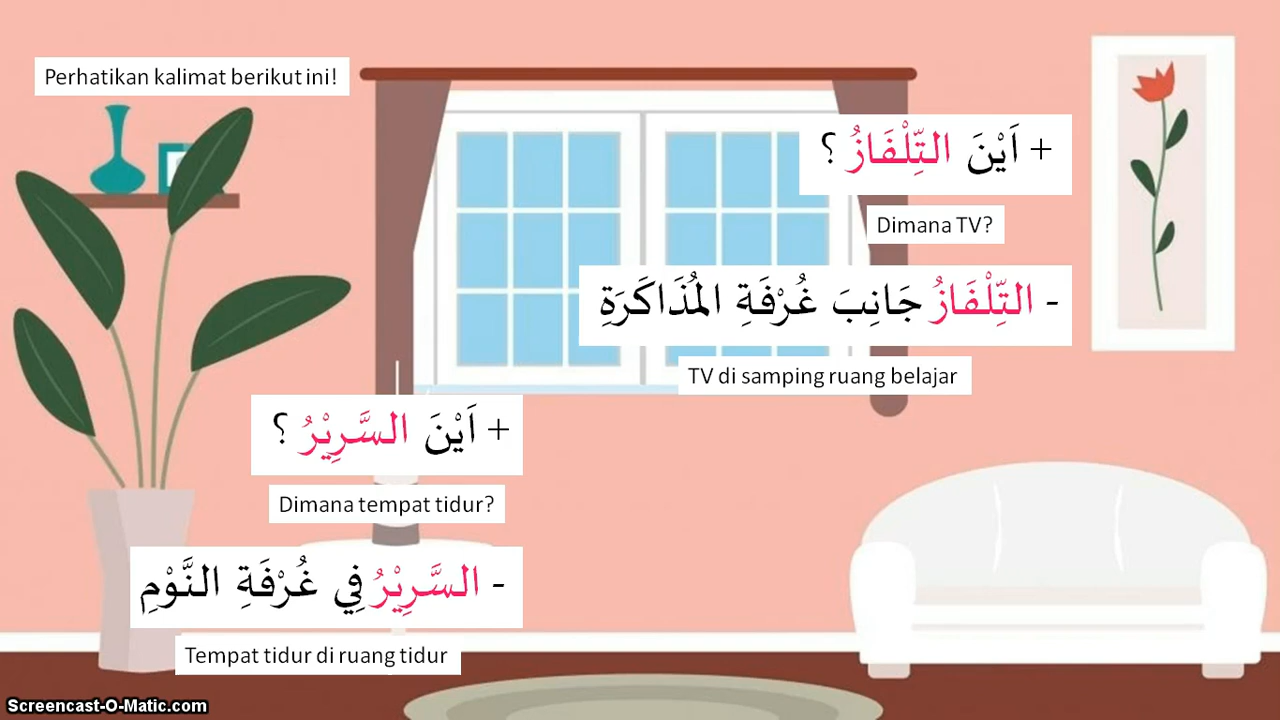 Perhatikan kalimat berikut ini!
+ اَيْنَ التِّلْفَازُ ؟
Dimana TV?
- التِّلْفَازُ جَانِبَ غُرْفَةِ المُذَاكَرَةِ
TV di samping ruang belajar
+ اَيْنَ السَّرِيْرُ ؟
Dimana tempat tidur?
- السَّرِيْرُ فِي غُرْفَةِ النَّوْمِ
Tempat tidur di ruang tidur
Screencast-O-Matic.com